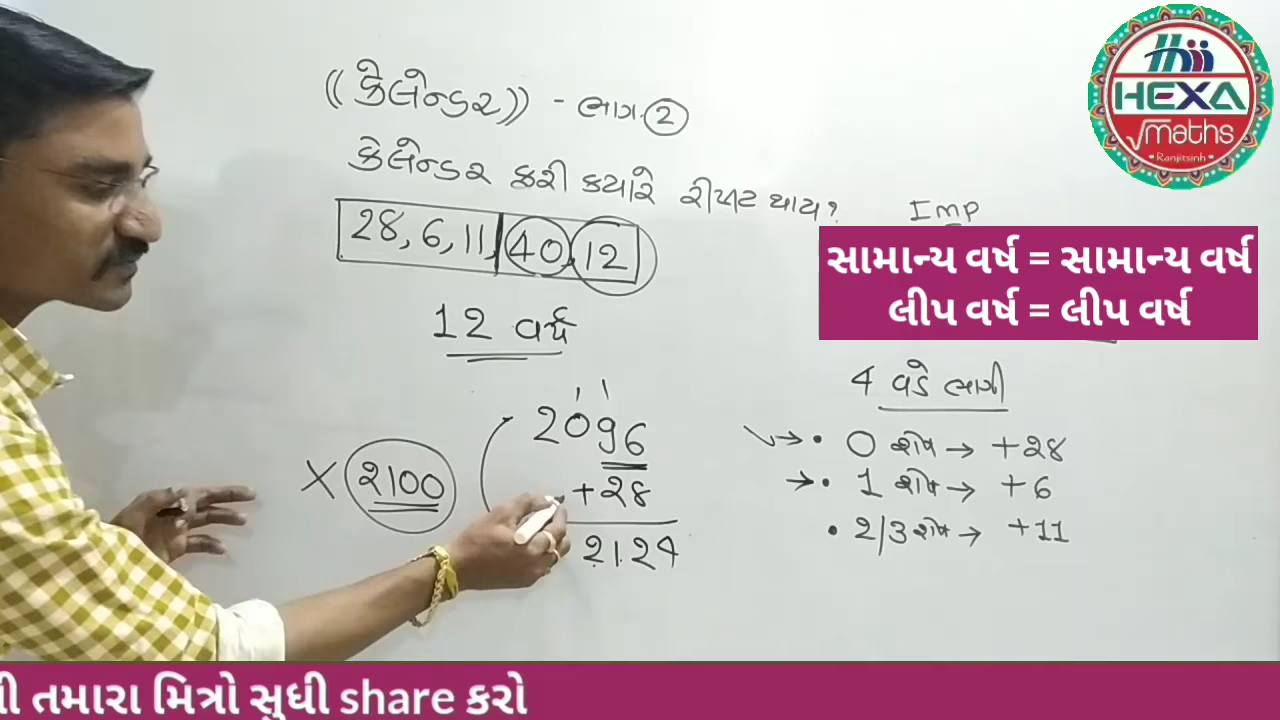 ((કેલેન્ડર)) - ભાગ. 2
કેલેન્ડર ફરી ક્યારે રીપીટ થાય?
IMP
28, 6, 11, 40, 12
12 વર્ષ
2096
+28
2124
X 2100
HEXA
maths
Ranjitsinh
સામાન્ય વર્ષ = સામાન્ય વર્ષ
લીપ વર્ષ = લીપ વર્ષ
4 વડે ભાગી
→ • 0 શેષ → +28
→ • 1 શેષ → +6
• 2/3 શેષ → +11
તમારા મિત્રો સુધી share કરો